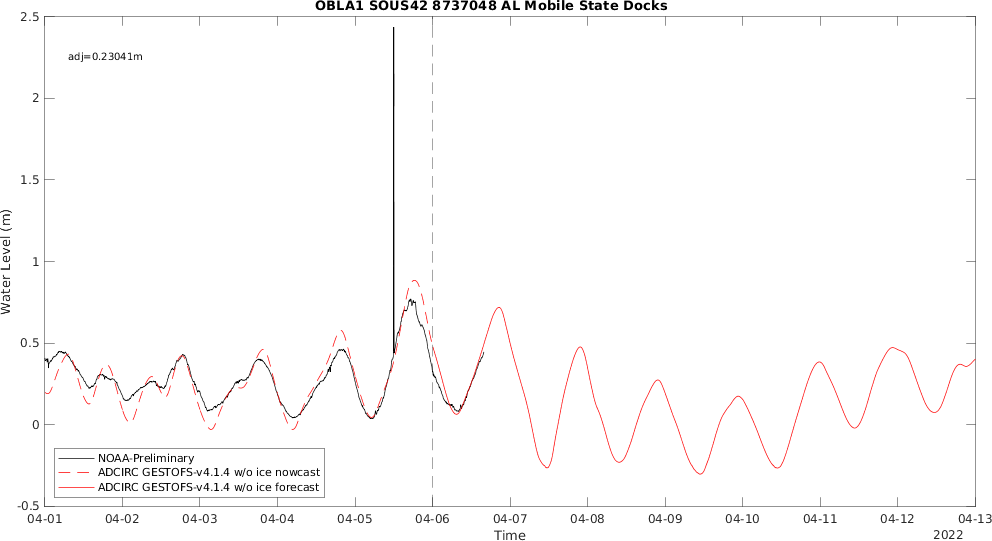 OBLA1 SOUS42 8737048 AL Mobile State Docks
adj=0.23041m
2.5
2
1.5
1
0.5
0
-0.5
Water Level (m)
NOAA-Preliminary
ADCIRC GESTOFS-v4.1.4 w/o ice nowcast
ADCIRC GESTOFS-v4.1.4 w/o ice forecast
04-01 04-02 04-03 04-04 04-05 04-06 04-07 04-08 04-09 04-10 04-11 04-12 04-13
Time
2022